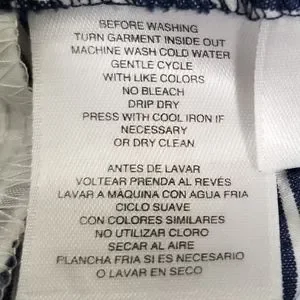 BEFORE WASHING
TURN GARMENT INSIDE OUT
MACHINE WASH COLD WATER
GENTLE CYCLE
WITH LIKE COLORS
NO BLEACH
DRIP DRY
PRESS WITH COOL IRON IF
NECESSARY
OR DRY CLEAN
ANTES DE LAVAR
VOLTEAR PRENDA AL REVÉS
LAVAR A MAQUINA CON AGUA FRIA
CICLO SUAVE
CON COLORES SIMILARES
NO UTILIZAR CLORO
SECAR AL AIRE
PLANCHA FRIA SI ES NECESARIO
O LAVAR EN SECO